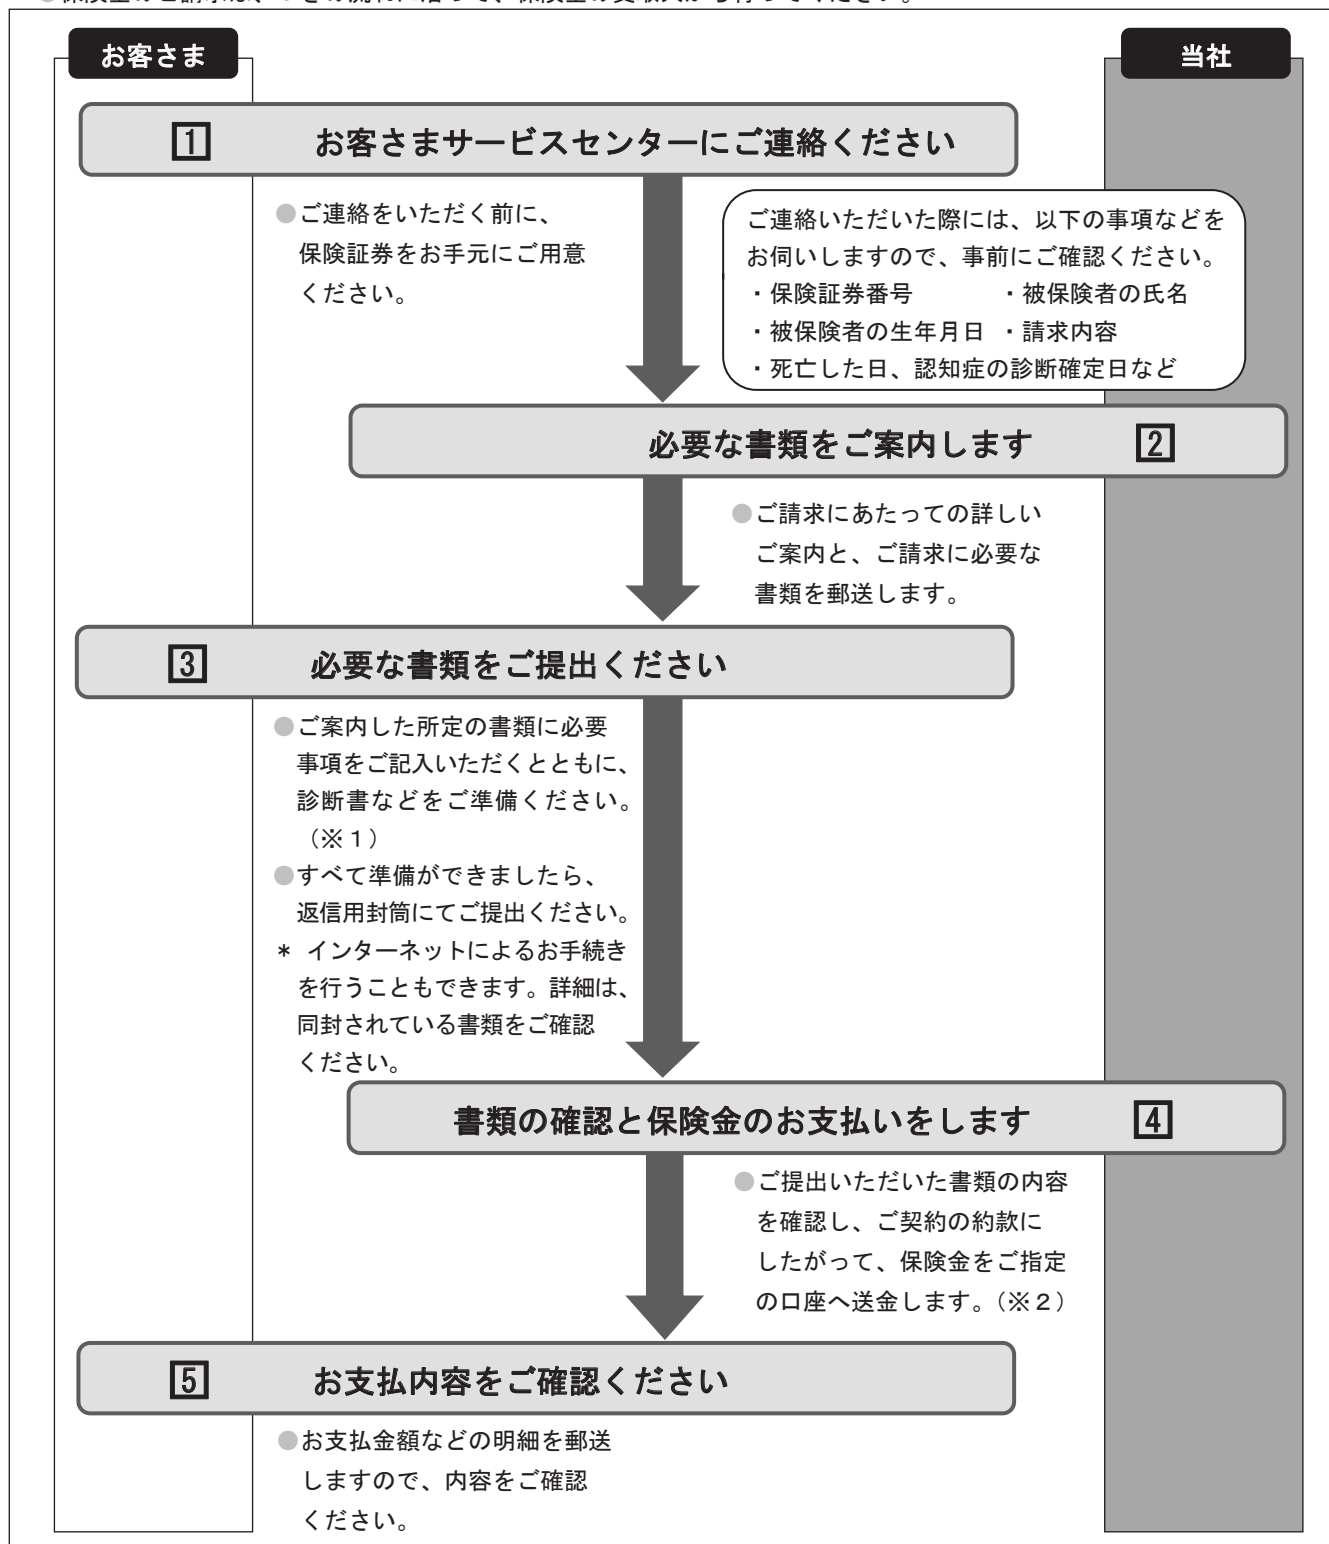 お客さま
当社
1 お客さまサービスセンターにご連絡ください
●ご連絡をいただく前に、
保険証券をお手元にご用意
ください。
ご連絡いただいた際には、以下の事項などを
お伺いしますので、事前にご確認ください。
・保険証券番号 ・被保険者の氏名
・被保険者の生年月日 ・請求内容
・死亡した日、認知症の診断確定日など
必要な書類をご案内します 2
●ご請求にあたっての詳しい
ご案内と、ご請求に必要な
書類を郵送します。
3 必要な書類をご提出ください
●ご案内した所定の書類に必要
事項をご記入いただくとともに、
診断書などをご準備ください。
(※1)
●すべて準備ができましたら、
返信用封筒にてご提出ください。
* インターネットによるお手続き
を行うこともできます。詳細は、
同封されている書類をご確認
ください。
書類の確認と保険金のお支払いをします 4
●ご提出いただいた書類の内容
を確認し、ご契約の約款に
したがって、保険金をご指定
の口座へ送金します。(※2)
5 お支払内容をご確認ください
●お支払金額などの明細を郵送
しますので、内容をご確認
ください。